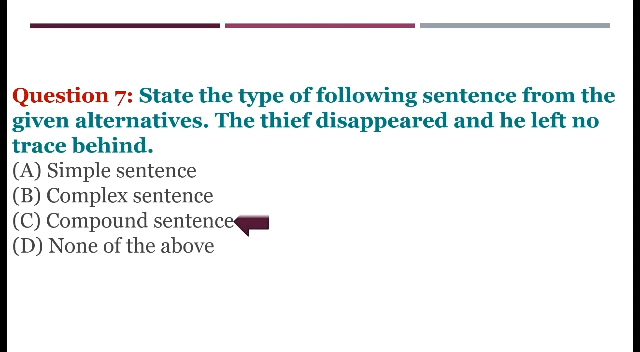 Question 7: State the type of following sentence from the
given alternatives. The thief disappeared and he left no
trace behind.
(A) Simple sentence
(B) Complex sentence
(C) Compound sentence
(D) None of the above